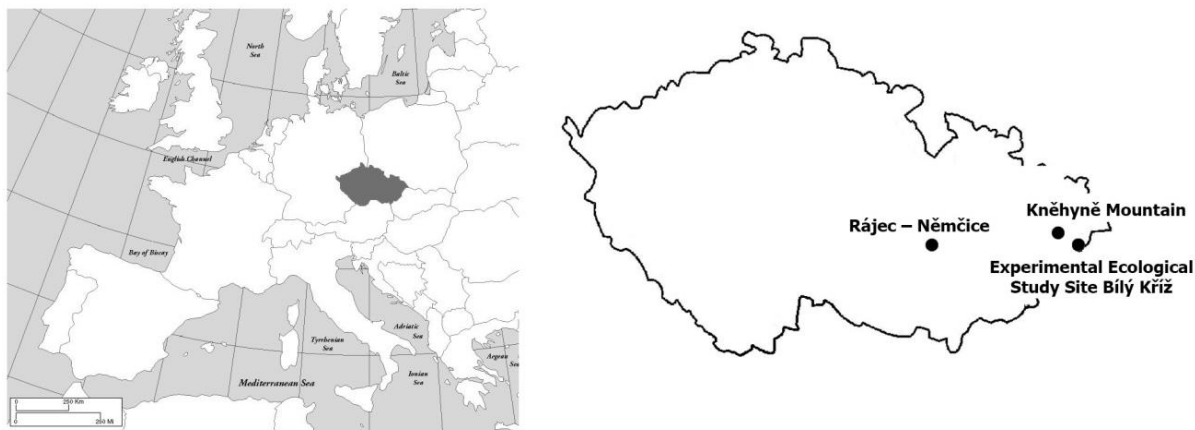 North
Sea
Baltic
Sea
English Channel
Bay of Biscay
Adriatic
Sea
Tyrrhenian
Sea
Aegean
Sea
Ionian
Sea
Mediterranean Sea
0 250 Km
0 250 Mi
Kněhyně Mountain
Rájec – Němčice
Experimental Ecological
Study Site Bílý Kříž